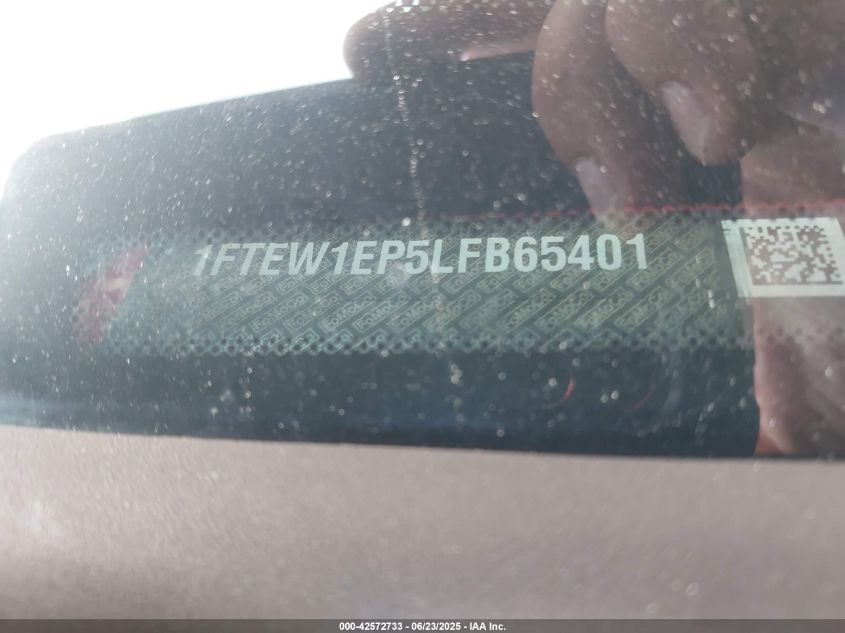 1FTEW1EP5LFB65401
000-42572733 - 06/23/2025 - IAA Inc.